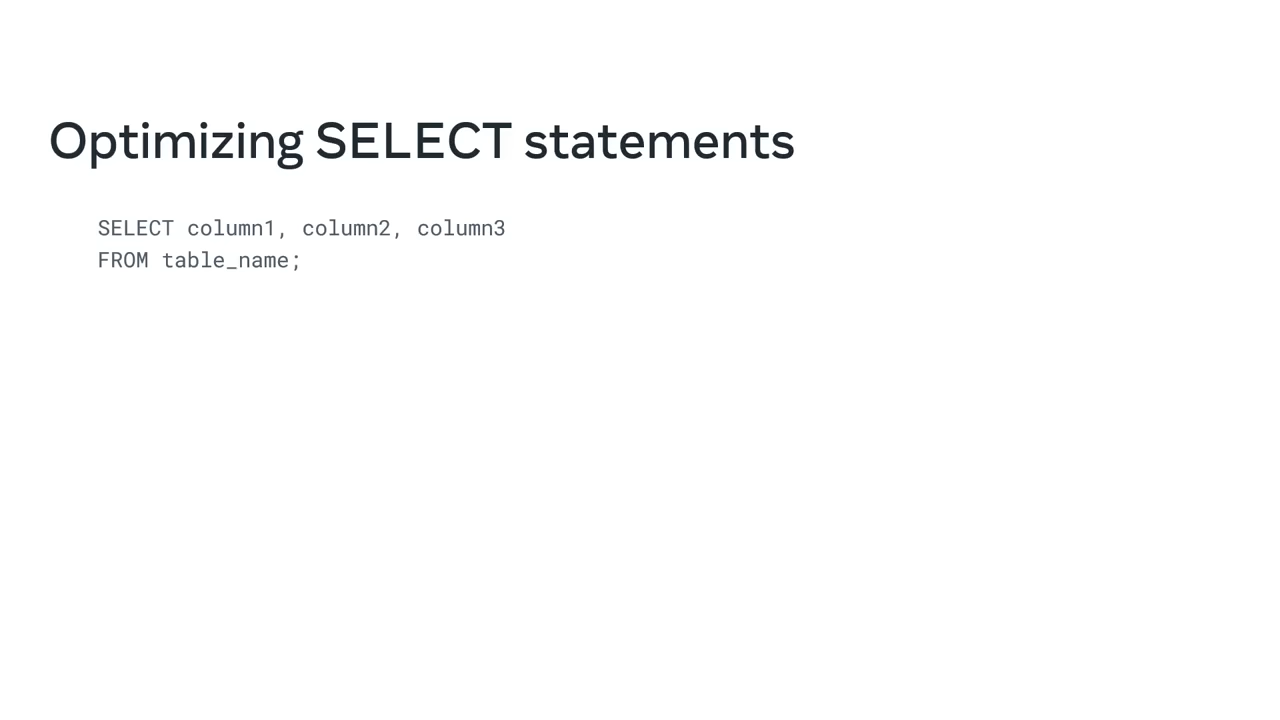 Optimizing SELECT statements
SELECT column1, column2, column3
FROM table_name;